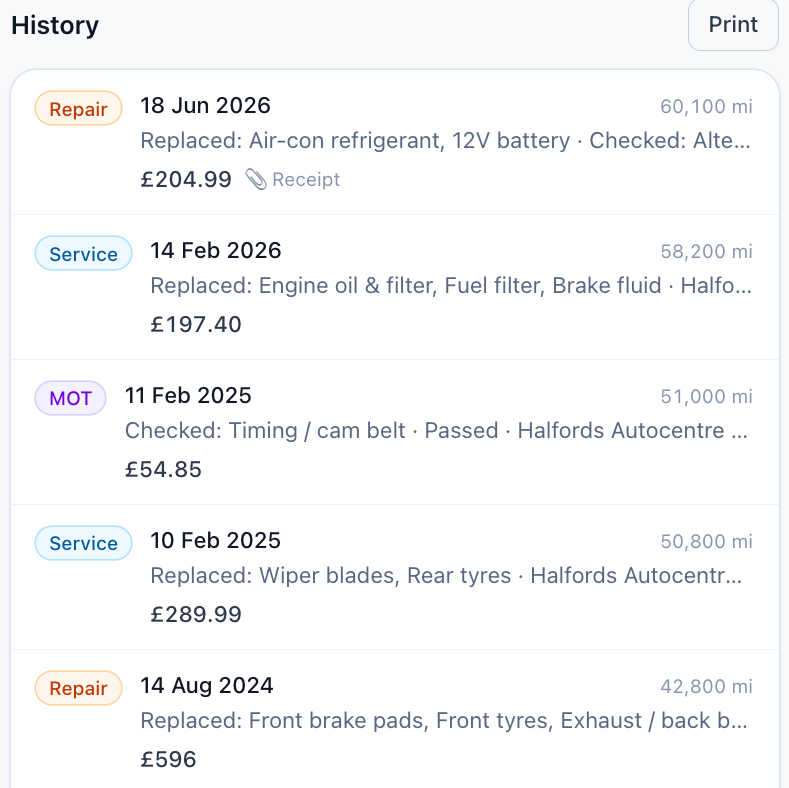 History
Print
Repair
18 Jun 2026
60,100 mi
Replaced: Air-con refrigerant, 12V battery · Checked: Alte...
£204.99 📎 Receipt
Service
14 Feb 2026
58,200 mi
Replaced: Engine oil & filter, Fuel filter, Brake fluid · Halfo...
£197.40
MOT
11 Feb 2025
51,000 mi
Checked: Timing / cam belt · Passed · Halfords Autocentre ...
£54.85
Service
10 Feb 2025
50,800 mi
Replaced: Wiper blades, Rear tyres · Halfords Autocentr...
£289.99
Repair
14 Aug 2024
42,800 mi
Replaced: Front brake pads, Front tyres, Exhaust / back b...
£596